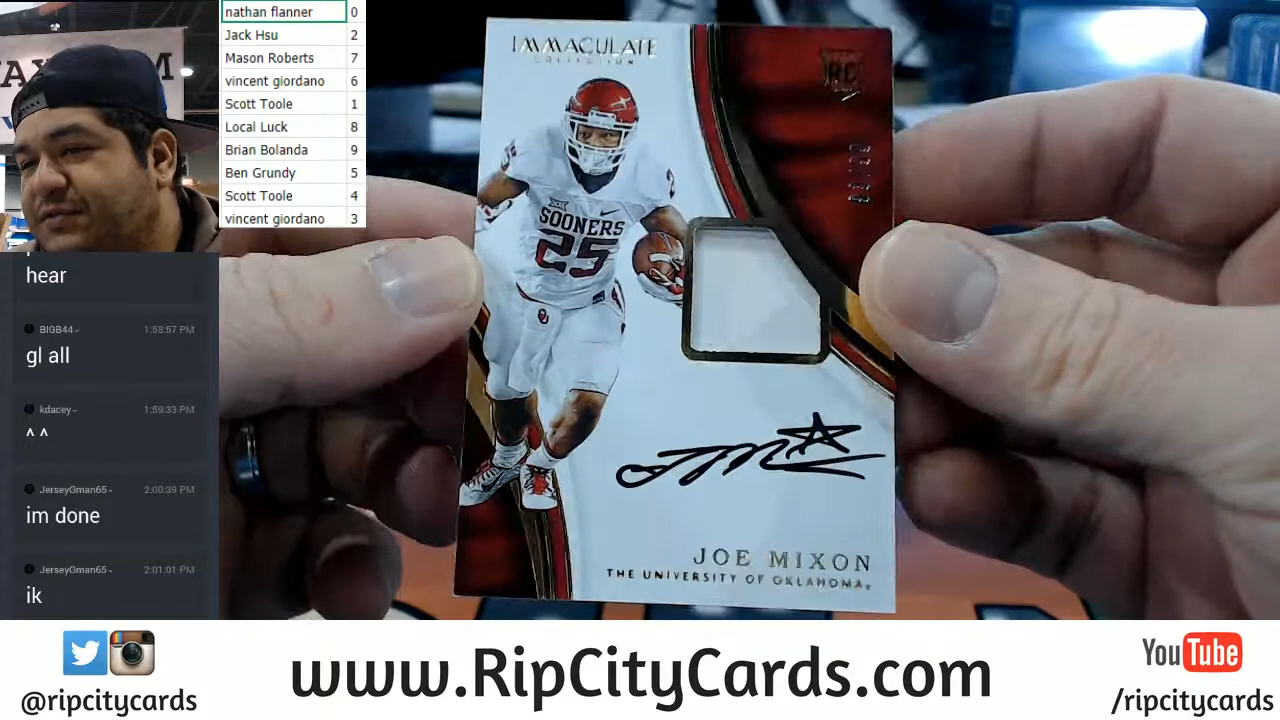 nathan flanner 0
Jack Hsu 2
Mason Roberts 7
vincent giordano 6
Scott Toole 1
Local Luck 8
Brian Bolanda 9
Ben Grundy 5
Scott Toole 4
vincent giordano 3
hear
BIGB44 - 1:58:57 PM
gl all
kdacey - 1:59:33 PM
^ ^
JerseyGman65 - 2:00:39 PM
im done
JerseyGman65 - 2:01:01 PM
ik
IMMACULATE
COLLECTION
RC
SOONERS
25
JOE MIXON
THE UNIVERSITY OF OKLAHOMA
@ripcitycards
www.RipCityCards.com
YouTube
/ripcitycards